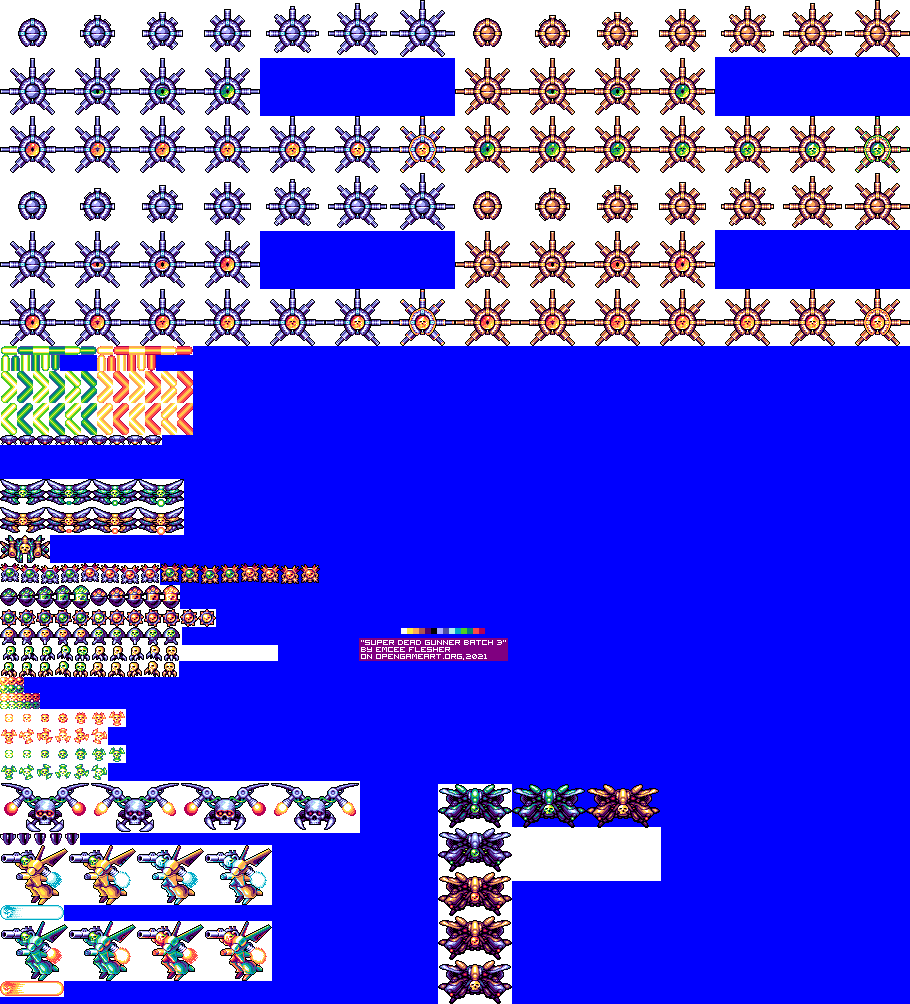 "SUPER DEAD GUNNER BATCH 3"
BY EMCEE FLESHER
ON OPENGAMEART.ORG,2021